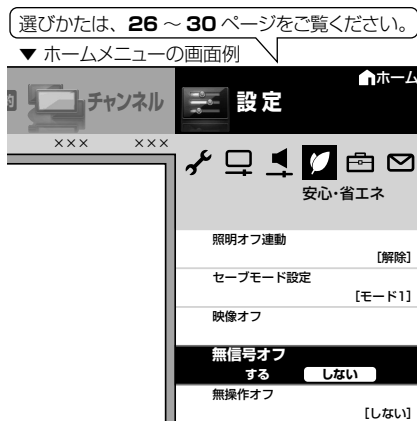 選びかたは、26～30ページをご覧ください。
▼ ホームメニューの画面例
ホーム
チャンネル
設定
××× ×××
安心・省エネ
照明オフ連動
[解除]
セーブモード設定
[モード1]
映像オフ
無信号オフ
する しない
無操作オフ
[しない]